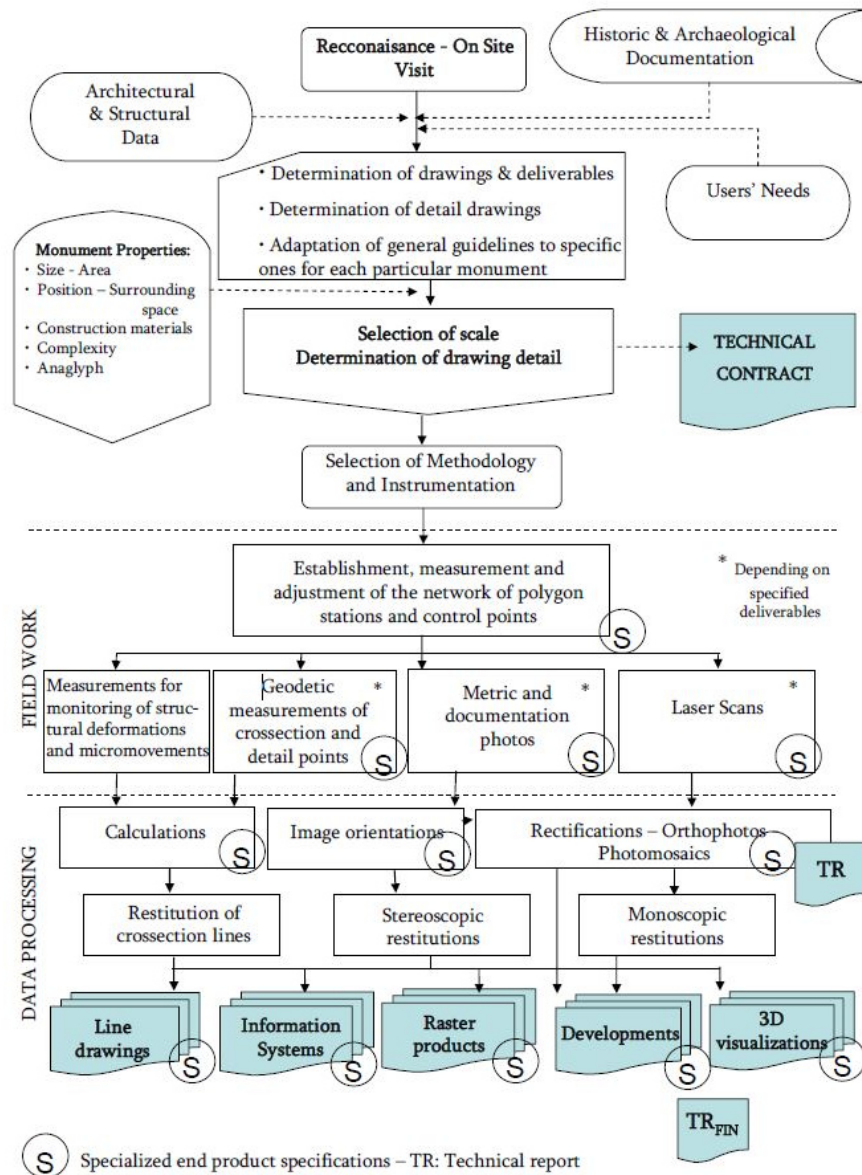 Recconaisance - On Site
Visit
Historic & Archaeological
Documentation
Architectural
& Structural
Data
· Determination of drawings & deliverables
· Determination of detail drawings
· Adaptation of general guidelines to specific
ones for each particular monument
Users' Needs
Monument Properties:
· Size - Area
· Position – Surrounding
space
· Construction materials
· Complexity
· Anaglyph
Selection of scale
Determination of drawing detail
TECHNICAL
CONTRACT
Selection of Methodology
and Instrumentation
FIELD WORK
Establishment, measurement and
adjustment of the network of polygon
stations and control points
S
* Depending on
specified
deliverables
Measurements for
monitoring of struc-
tural deformations
and micromovements
Geodetic *
measurements of
crossection and
detail points
S
Metric and *
documentation
photos
S
Laser Scans *
S
DATA PROCESSING
Calculations
S
Image orientations
S
Rectifications – Orthophotos
Photomosaics
S
TR
Restitution of
crossection lines
Stereoscopic
restitutions
Monoscopic
restitutions
Line
drawings
S
Information
Systems
S
Raster
products
S
Developments
S
3D
visualizations
S
TRFIN
S Specialized end product specifications – TR: Technical report